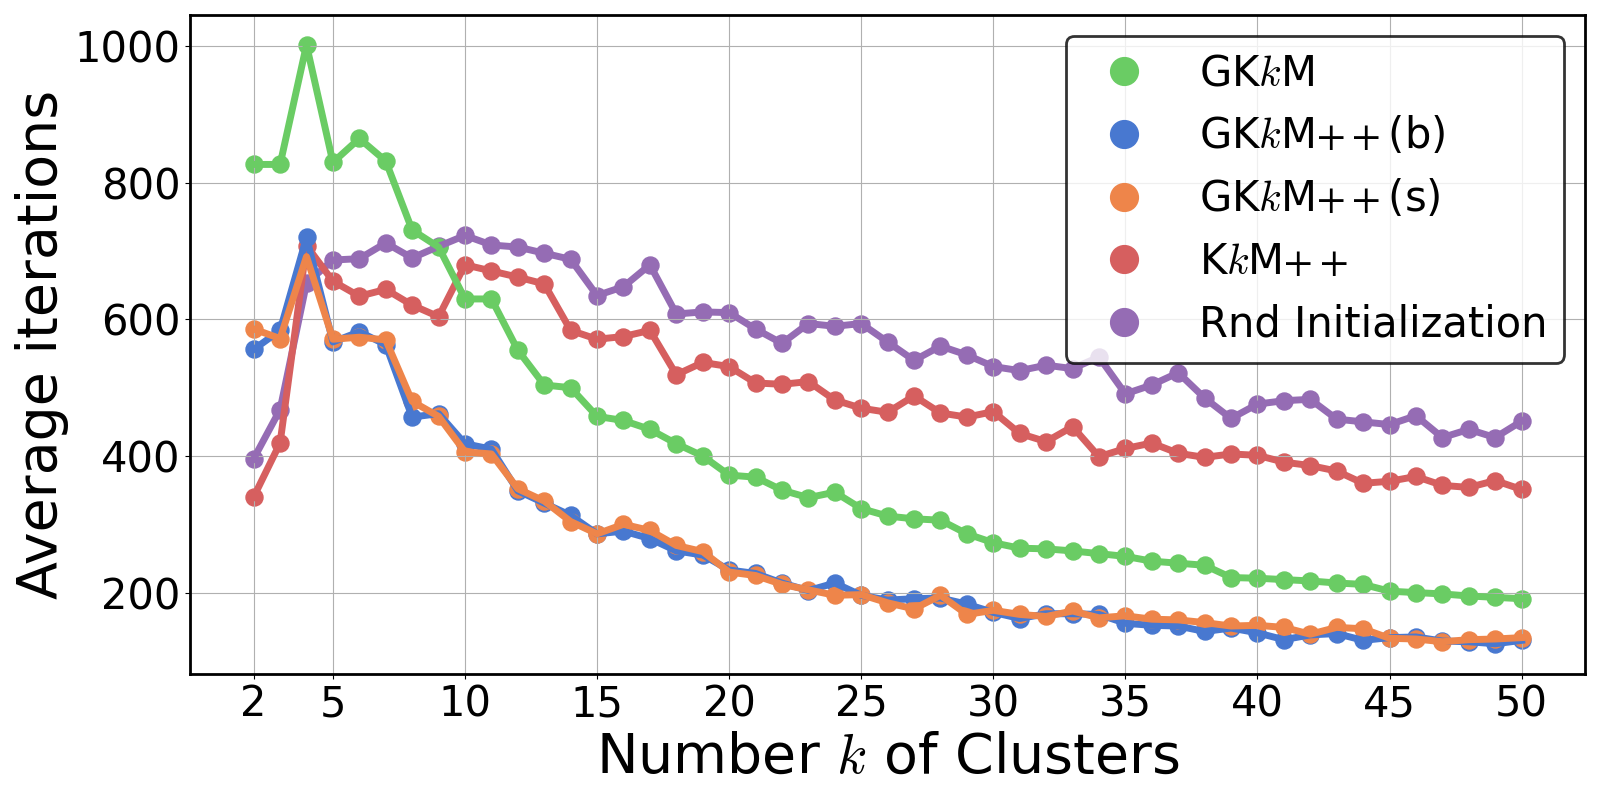 Average iterations
1000
800
600
400
200
GKkM
GKkM++(b)
GKkM++(s)
KkM++
Rnd Initialization
2 5 10 15 20 25 30 35 40 45 50
Number k of Clusters